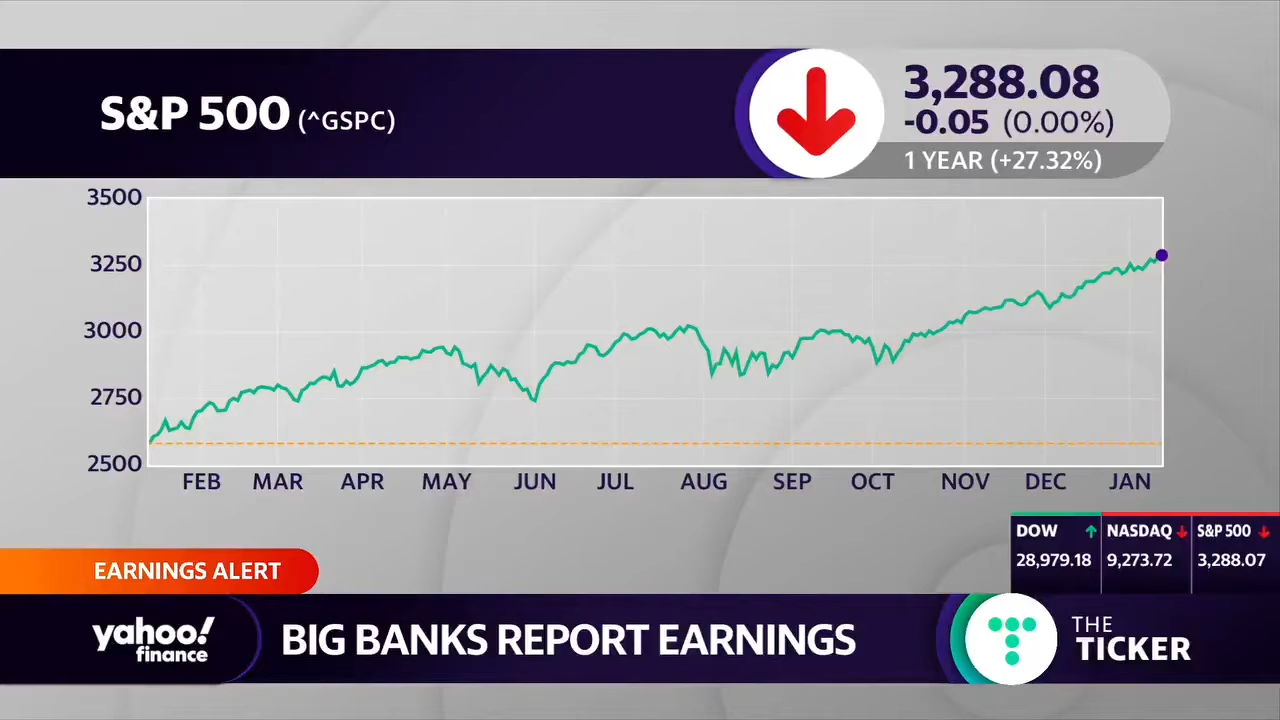 S&P 500 (^GSPC)
3,288.08
-0.05 (0.00%)
1 YEAR (+27.32%)
3500
3250
3000
2750
2500
FEB MAR APR MAY JUN JUL AUG SEP OCT NOV DEC JAN
DOW NASDAQ S&P 500
28,979.18 9,273.72 3,288.07
EARNINGS ALERT
yahoo!
finance
BIG BANKS REPORT EARNINGS
THE
TICKER